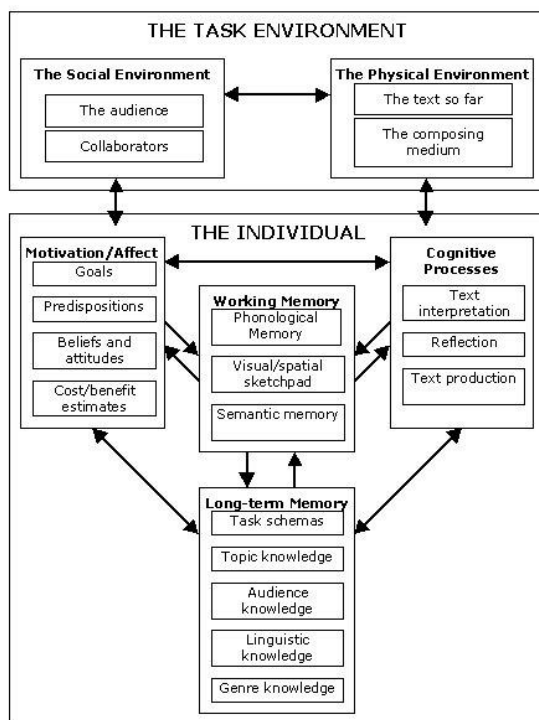 THE TASK ENVIRONMENT
The Social Environment
The audience
Collaborators
The Physical Environment
The text so far
The composing
medium
THE INDIVIDUAL
Motivation/Affect
Goals
Predispositions
Beliefs and
attitudes
Cost/benefit
estimates
Working Memory
Phonological
Memory
Visual/spatial
sketchpad
Semantic memory
Cognitive
Processes
Text
interpretation
Reflection
Text production
Long-term Memory
Task schemas
Topic knowledge
Audience
knowledge
Linguistic
knowledge
Genre knowledge